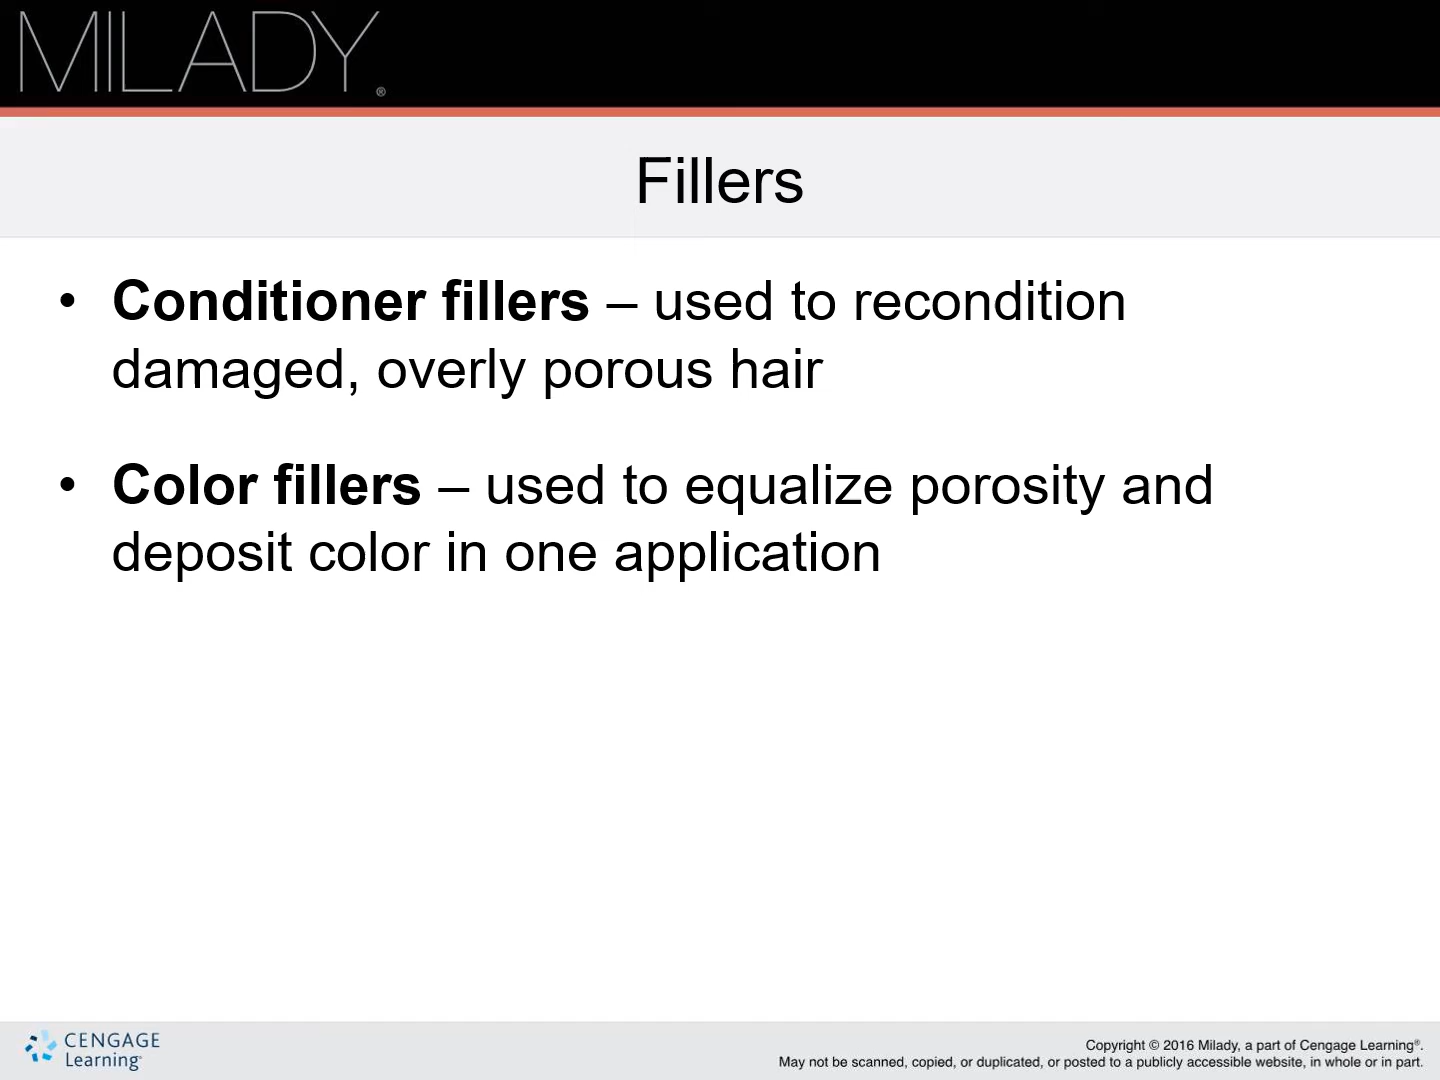 MILADY®
Fillers
• Conditioner fillers – used to recondition
damaged, overly porous hair
• Color fillers – used to equalize porosity and
deposit color in one application
CENGAGE
Learning™
Copyright © 2016 Milady, a part of Cengage Learning®.
May not be scanned, copied, or duplicated, or posted to a publicly accessible website, in whole or in part.